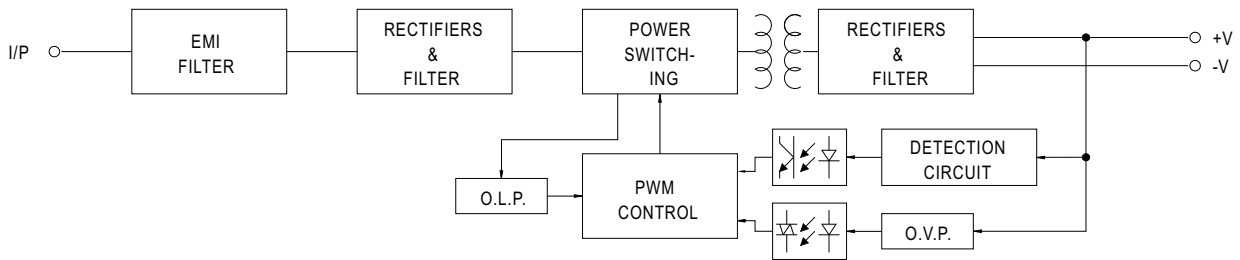 I/P
EMI
FILTER
RECTIFIERS
&
FILTER
POWER
SWITCH-
ING
RECTIFIERS
&
FILTER
+V
-V
O.L.P.
PWM
CONTROL
DETECTION
CIRCUIT
O.V.P.